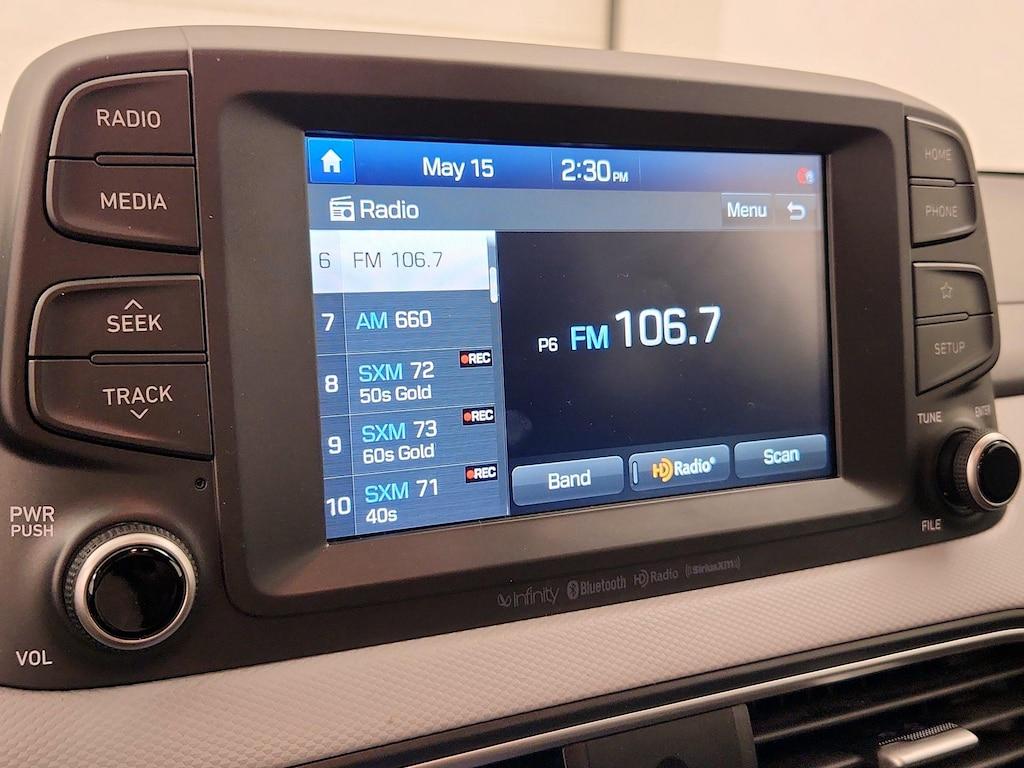 RADIO
MEDIA
SEEK
TRACK
PWR
PUSH
VOL
May 15
2:30 PM
Radio
Menu
6 FM 106.7
7 AM 660
8 SXM 72 REC
50s Gold
9 SXM 73 REC
60s Gold
10 SXM 71 REC
40s
P6 FM 106.7
Band
HD Radio®
Scan
infinity Bluetooth HD Radio ((SiriusXM))
HOME
PHONE
SETUP
TUNE
ENTER
FILE